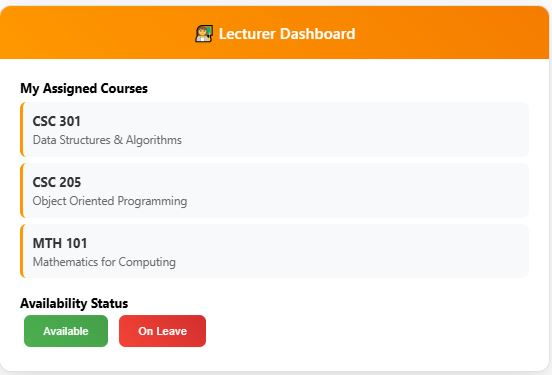 Lecturer Dashboard
My Assigned Courses
CSC 301
Data Structures & Algorithms
CSC 205
Object Oriented Programming
MTH 101
Mathematics for Computing
Availability Status
Available
On Leave